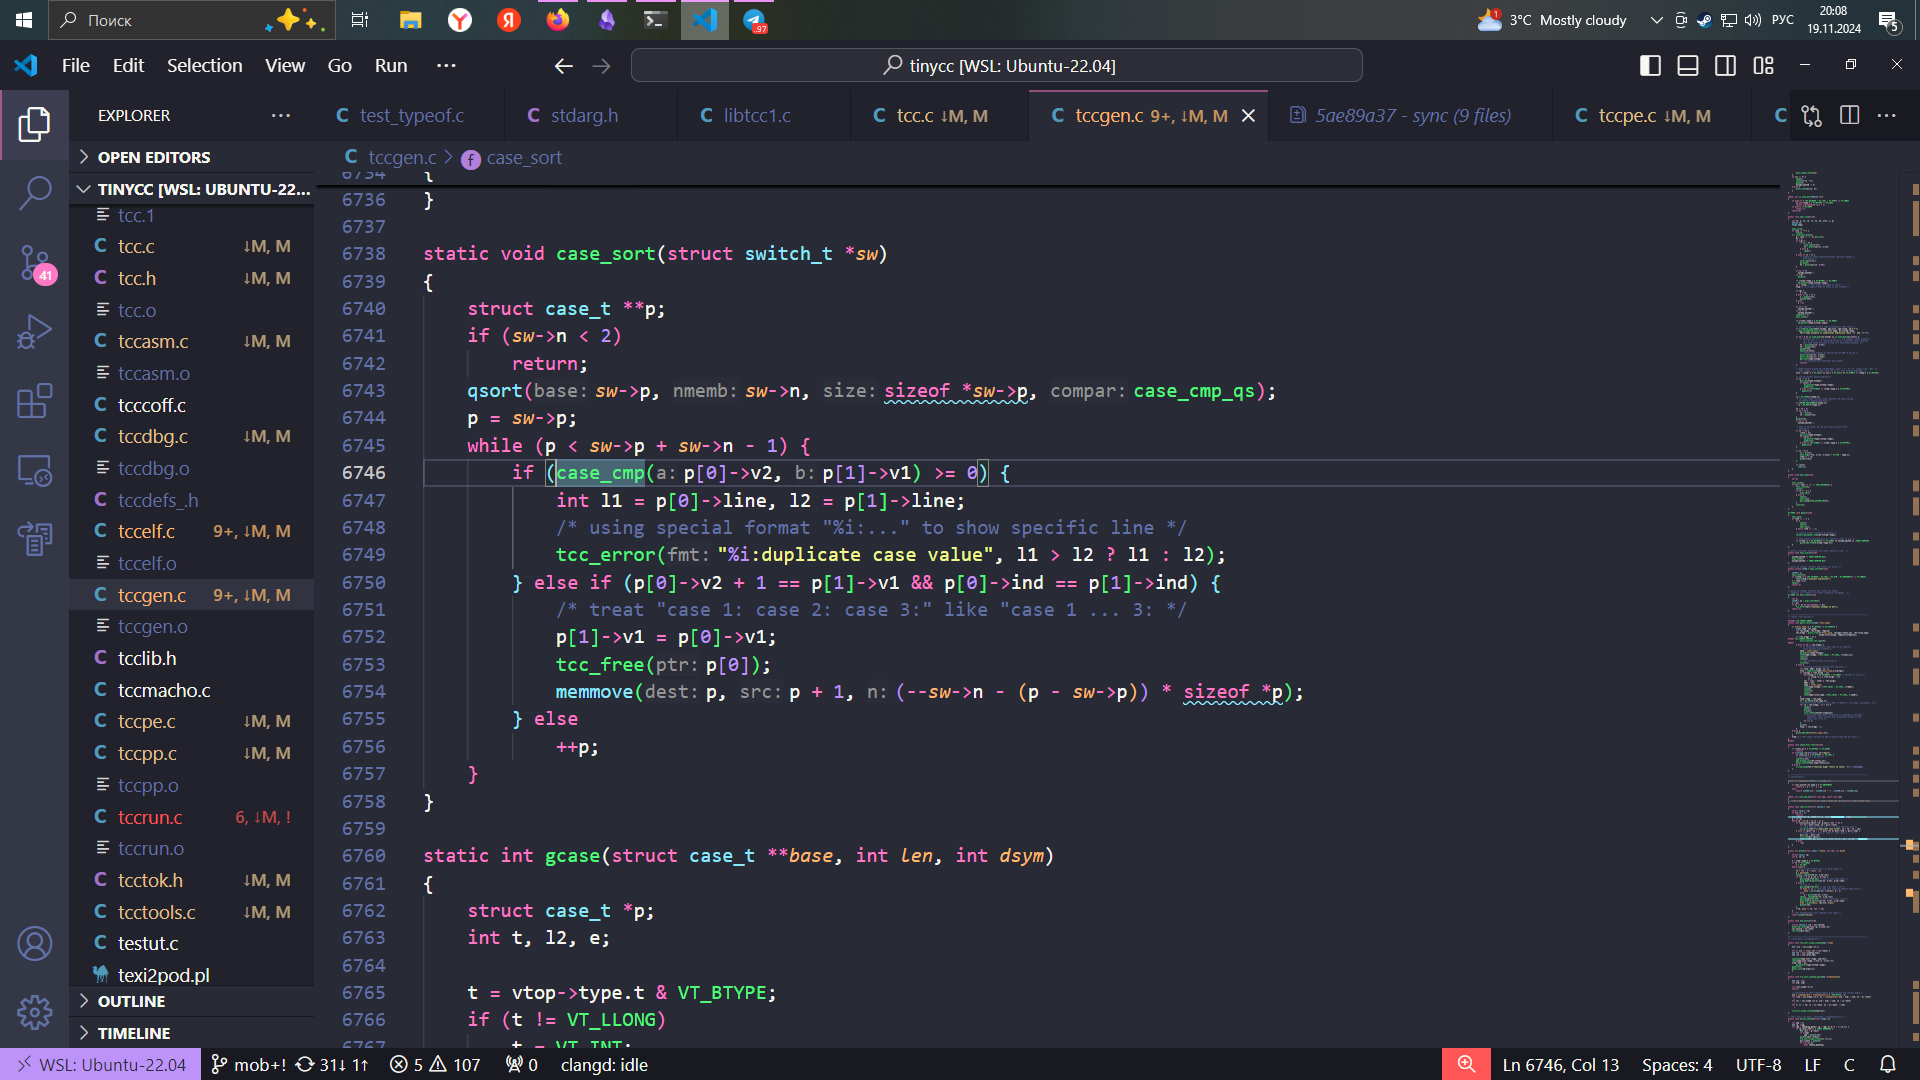 Поиск
.97
1
3°C Mostly cloudy
РУС
20:08
19.11.2024
5
File Edit Selection View Go Run ···
tinycc [WSL: Ubuntu-22.04]
EXPLORER
C test_typeof.c
C stdarg.h
C libtcc1.c
C tcc.c ↓M, M
C tccgen.c 9+, ↓M, M
5ae89a37 - sync (9 files)
C tccpe.c ↓M, M
C
C tccgen.c > f case_sort
OPEN EDITORS
TINYCC [WSL: UBUNTU-22...
tcc.1
C tcc.c ↓M, M
C tcc.h ↓M, M
tcc.o
C tccasm.c ↓M, M
tccasm.o
C tcccoff.c
C tccdbg.c ↓M, M
tccdbg.o
C tccdefs_.h
C tccelf.c 9+, ↓M, M
tccelf.o
C tccgen.c 9+, ↓M, M
tccgen.o
C tcclib.h
C tccmacho.c
C tccpe.c ↓M, M
C tccpp.c ↓M, M
tccpp.o
C tccrun.c 6, ↓M, !
tccrun.o
C tcctok.h ↓M, M
C tcctools.c ↓M, M
C testut.c
texi2pod.pl
OUTLINE
TIMELINE
41
6734 {
6736 }
6737
6738 static void case_sort(struct switch_t *sw)
6739 {
6740 struct case_t **p;
6741 if (sw->n < 2)
6742 return;
6743 qsort(base: sw->p, nmemb: sw->n, size: sizeof *sw->p, compar: case_cmp_qs);
6744 p = sw->p;
6745 while (p < sw->p + sw->n - 1) {
6746 if (case_cmp(a: p[0]->v2, b: p[1]->v1) >= 0) {
6747 int l1 = p[0]->line, l2 = p[1]->line;
6748 /* using special format "%i:..." to show specific line */
6749 tcc_error(fmt: "%i:duplicate case value", l1 > l2 ? l1 : l2);
6750 } else if (p[0]->v2 + 1 == p[1]->v1 && p[0]->ind == p[1]->ind) {
6751 /* treat "case 1: case 2: case 3:" like "case 1 ... 3: */
6752 p[1]->v1 = p[0]->v1;
6753 tcc_free(ptr: p[0]);
6754 memmove(dest: p, src: p + 1, n: (--sw->n - (p - sw->p)) * sizeof *p);
6755 } else
6756 ++p;
6757 }
6758 }
6759
6760 static int gcase(struct case_t **base, int len, int dsym)
6761 {
6762 struct case_t *p;
6763 int t, l2, e;
6764
6765 t = vtop->type.t & VT_BTYPE;
6766 if (t != VT_LLONG)
6767 t = VT_INT;
WSL: Ubuntu-22.04 mob+! 31↓ 1↑ 5 107 0 clangd: idle
Ln 6746, Col 13 Spaces: 4 UTF-8 LF C